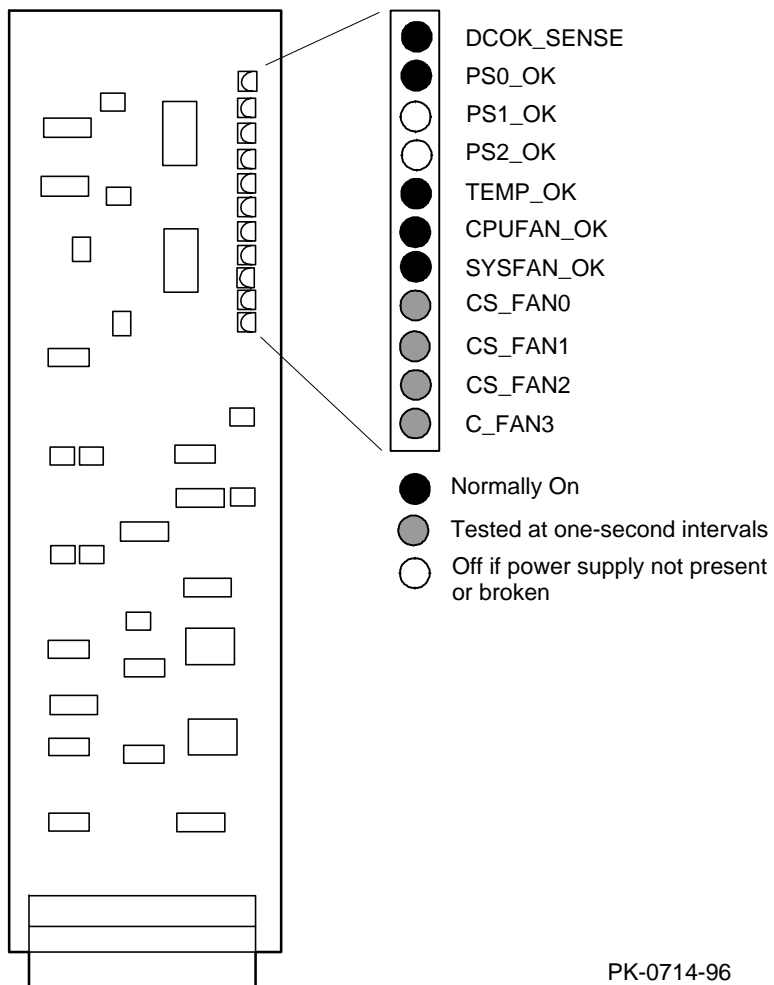 DCOK_SENSE
PS0_OK
PS1_OK
PS2_OK
TEMP_OK
CPUFAN_OK
SYSFAN_OK
CS_FAN0
CS_FAN1
CS_FAN2
C_FAN3
Normally On
Tested at one-second intervals
Off if power supply not present
or broken
PK-0714-96